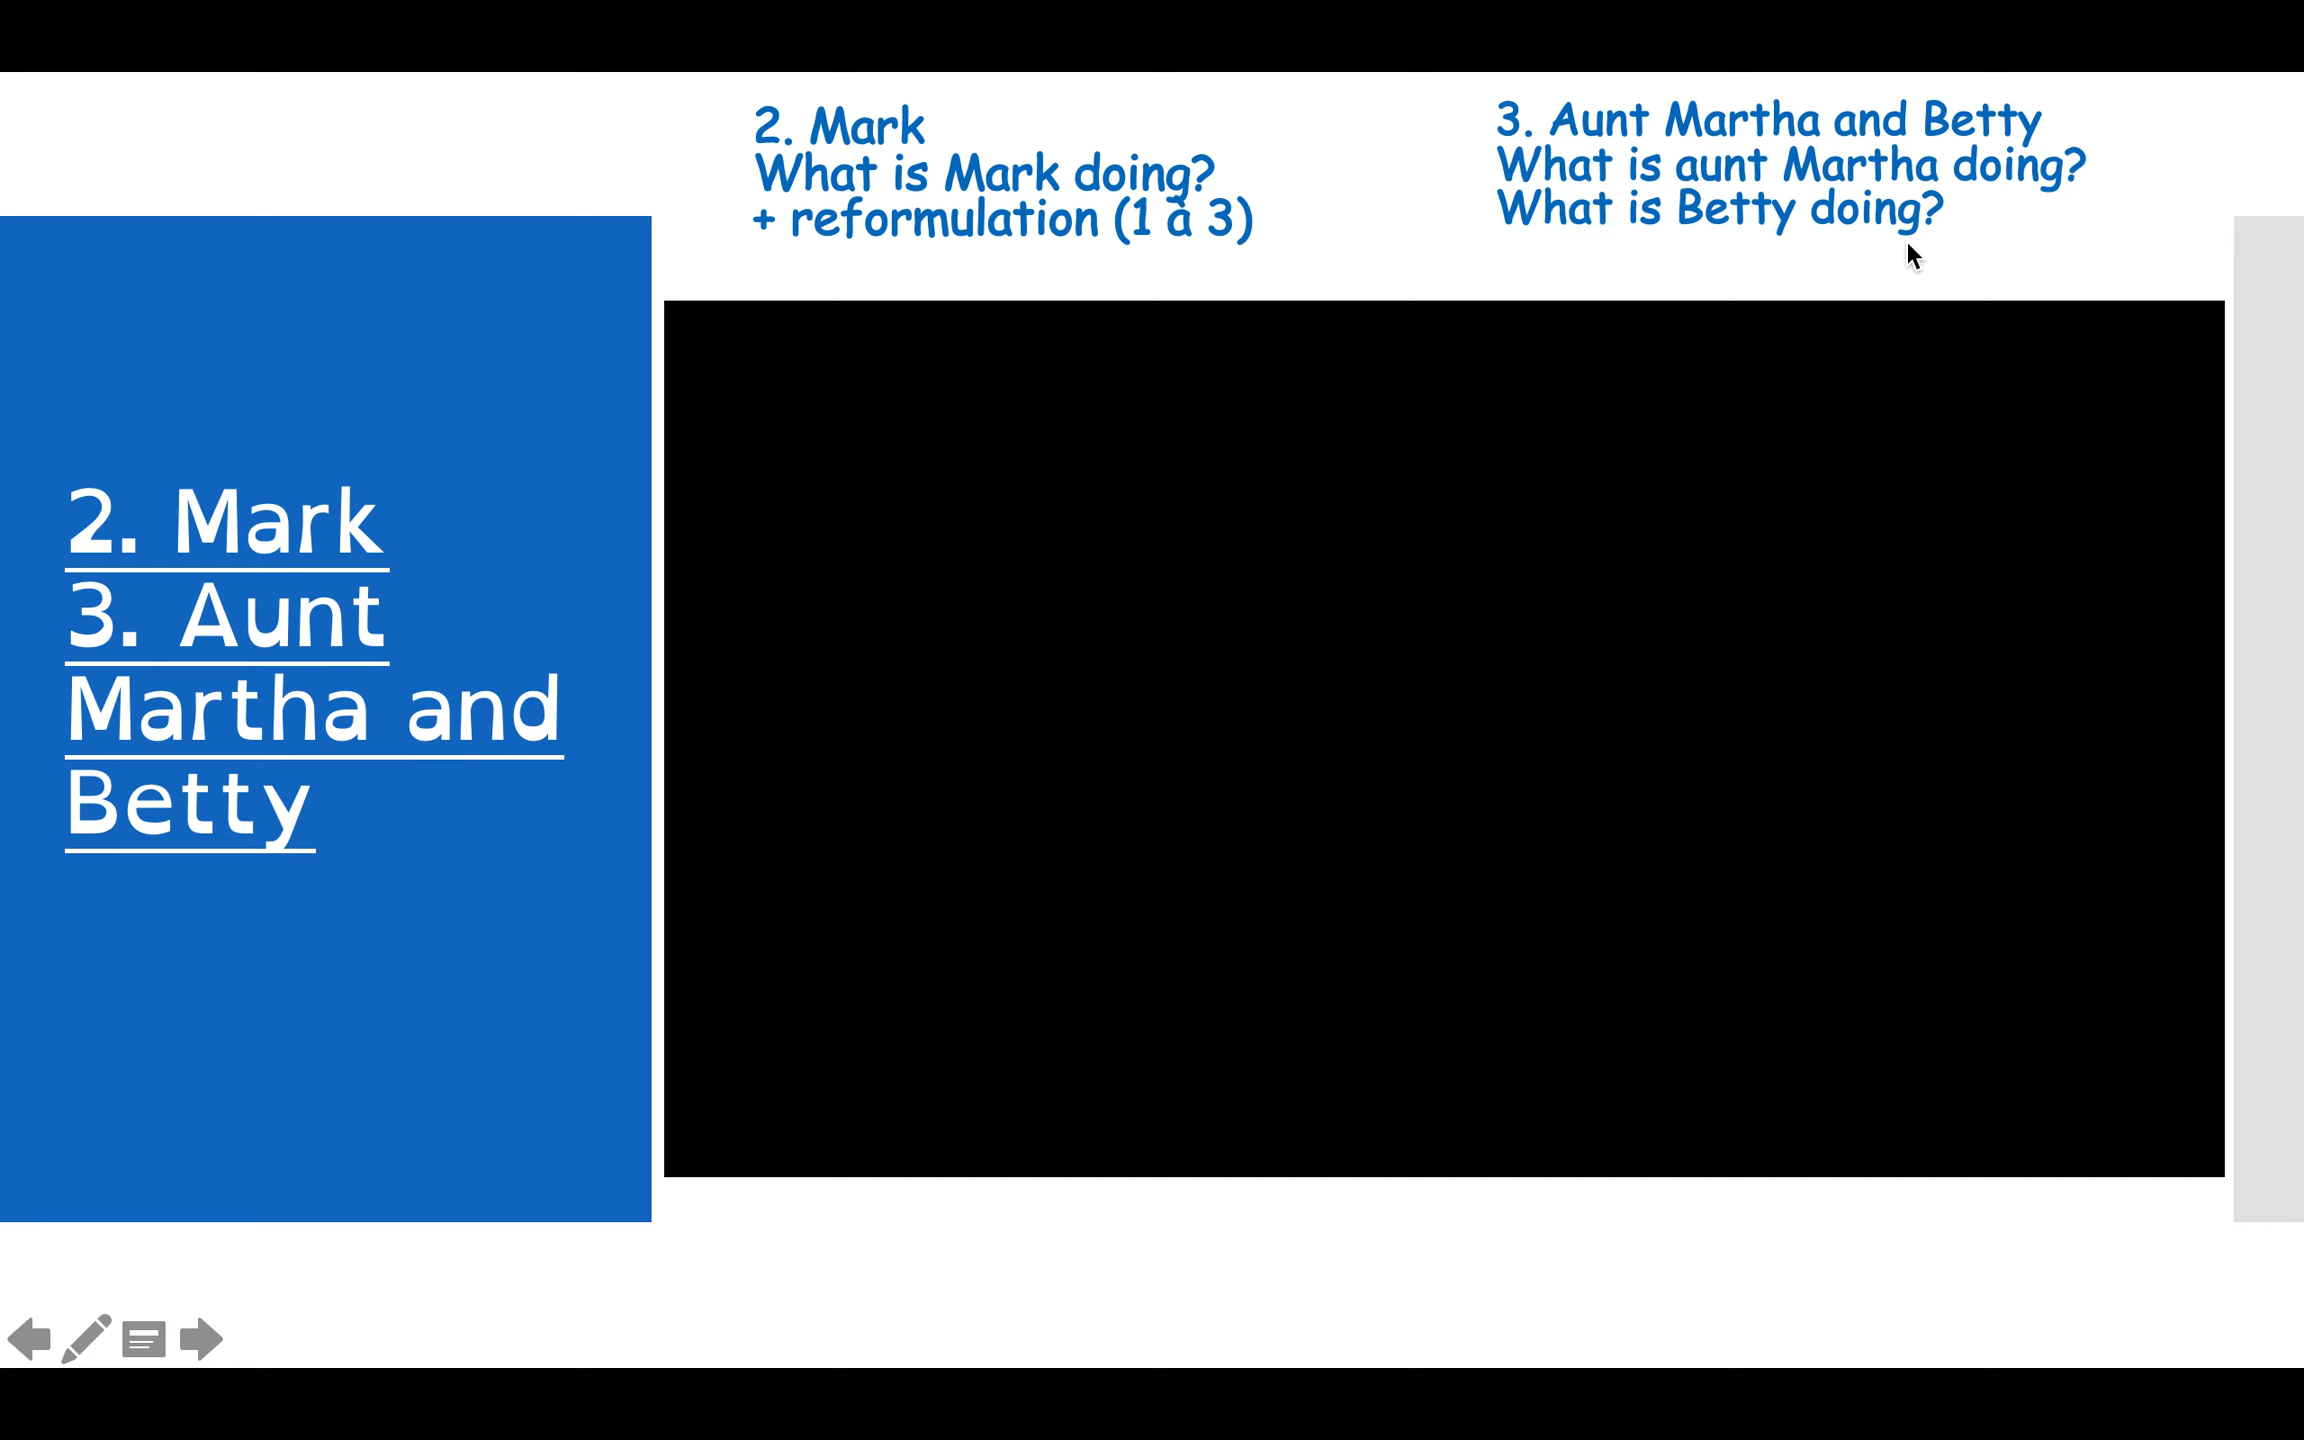 2. Mark
What is Mark doing?
+ reformulation (1 à 3)
3. Aunt Martha and Betty
What is aunt Martha doing?
What is Betty doing?
2. Mark
3. Aunt
Martha and
Betty